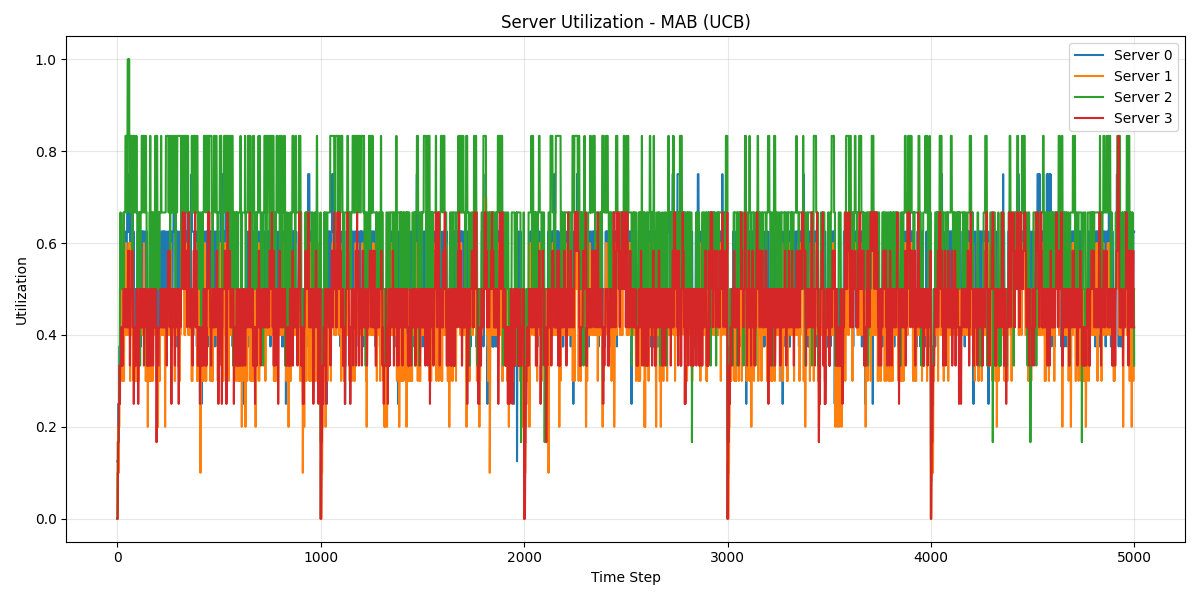 Server Utilization - MAB (UCB)
Server 0
Server 1
Server 2
Server 3
Utilization
1.0
0.8
0.6
0.4
0.2
0.0
0 1000 2000 3000 4000 5000
Time Step